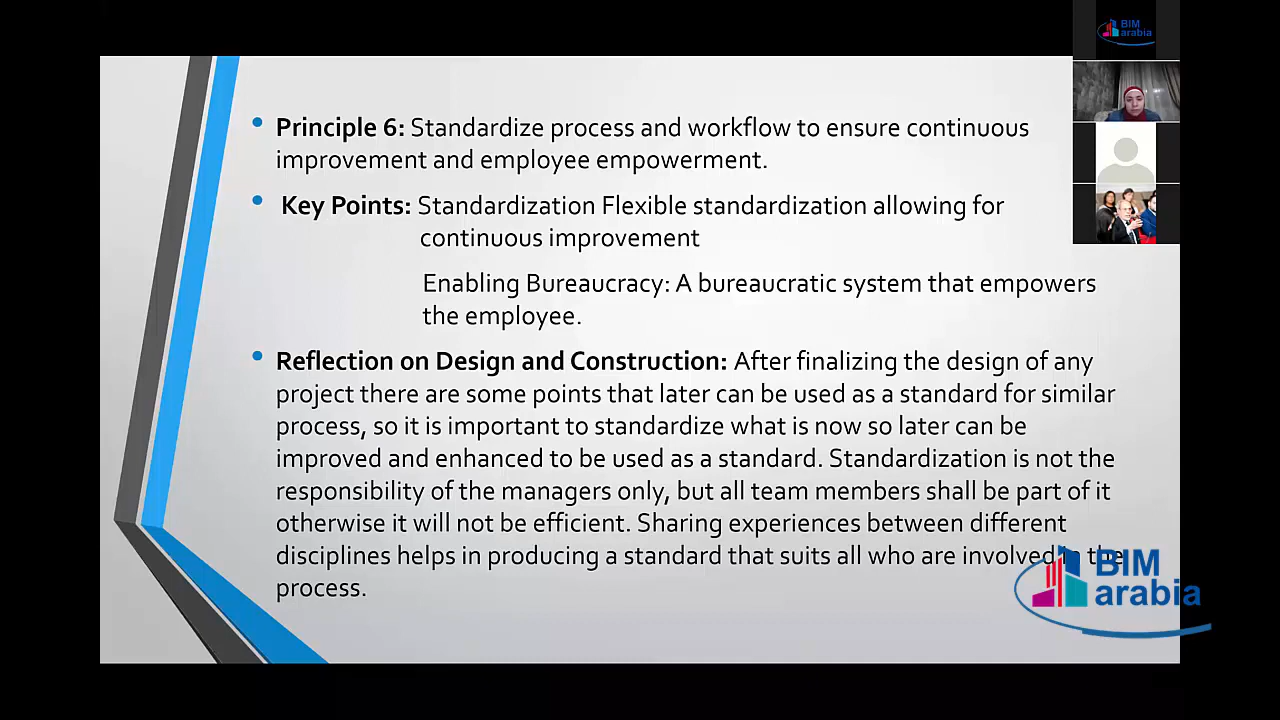 BIM
arabia
• Principle 6: Standardize process and workflow to ensure continuous
improvement and employee empowerment.
• Key Points: Standardization Flexible standardization allowing for
continuous improvement
Enabling Bureaucracy: A bureaucratic system that empowers
the employee.
• Reflection on Design and Construction: After finalizing the design of any
project there are some points that later can be used as a standard for similar
process, so it is important to standardize what is now so later can be
improved and enhanced to be used as a standard. Standardization is not the
responsibility of the managers only, but all team members shall be part of it
otherwise it will not be efficient. Sharing experiences between different
disciplines helps in producing a standard that suits all who are involved in the
process.
BIM
arabia